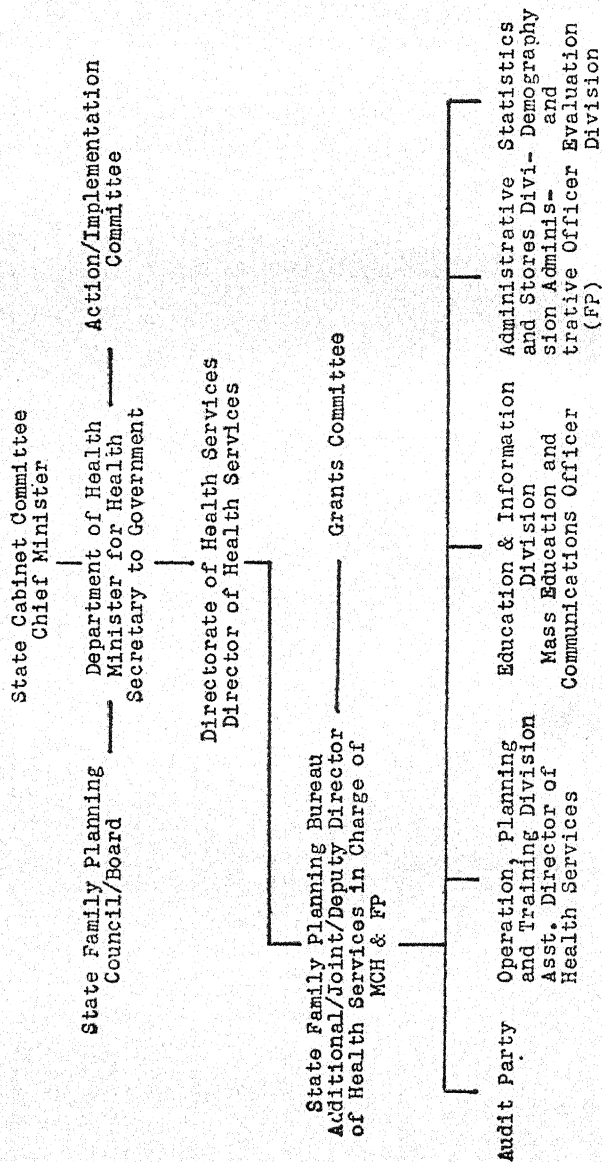 State Cabinet Committee
Chief Minister
State Family Planning
Council/Board
Department of Health
Minister for Health
Secretary to Government
Action/Implementation
Committee
Directorate of Health Services
Director of Health Services
State Family Planning Bureau
Additional/Joint/Deputy Director
of Health Services in Charge of
MCH & FP
Grants Committee
Audit Party
Operation, Planning
and Training Division
Asst. Director of
Health Services
Education & Information
Division
Mass Education and
Communications Officer
Administrative
and Stores Divi-
sion Adminis-
trative Officer
(FP)
Statistics
Demography
and
Evaluation
Division